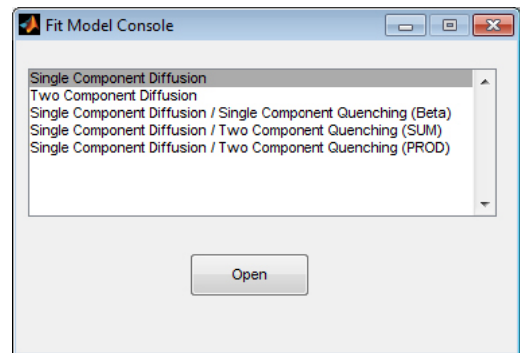 Fit Model Console
Single Component Diffusion
Two Component Diffusion
Single Component Diffusion / Single Component Quenching (Beta)
Single Component Diffusion / Two Component Quenching (SUM)
Single Component Diffusion / Two Component Quenching (PROD)
Open